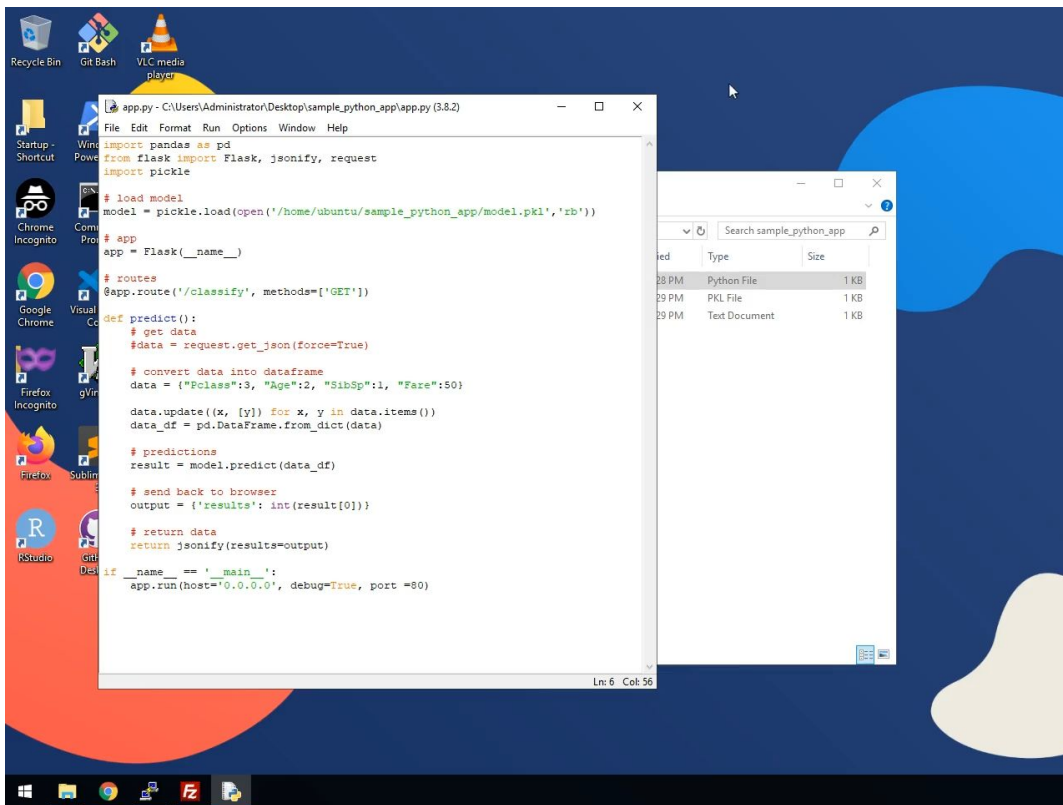 Recycle Bin
Git Bash
VLC media
player
Startup -
Shortcut
Chrome
Incognito
Google
Chrome
Visual
Firefox
Incognito
Firefox
RStudio
app.py - C:\Users\Administrator\Desktop\sample_python_app\app.py (3.8.2)
File Edit Format Run Options Window Help
import pandas as pd
from flask import Flask, jsonify, request
import pickle
# load model
model = pickle.load(open('/home/ubuntu/sample_python_app/model.pkl','rb'))
# app
app = Flask(__name__)
# routes
@app.route('/classify', methods=['GET'])
def predict():
# get data
#data = request.get_json(force=True)
# convert data into dataframe
data = {"Pclass":3, "Age":2, "SibSp":1, "Fare":50}
data.update((x, [y]) for x, y in data.items())
data_df = pd.DataFrame.from_dict(data)
# predictions
result = model.predict(data_df)
# send back to browser
output = {'results': int(result[0])}
# return data
return jsonify(results=output)
if __name__ == '__main__':
app.run(host='0.0.0.0', debug=True, port =80)
Ln: 6 Col: 56
Search sample_python_app
Type Size
28 PM Python File 1 KB
29 PM PKL File 1 KB
29 PM Text Document 1 KB